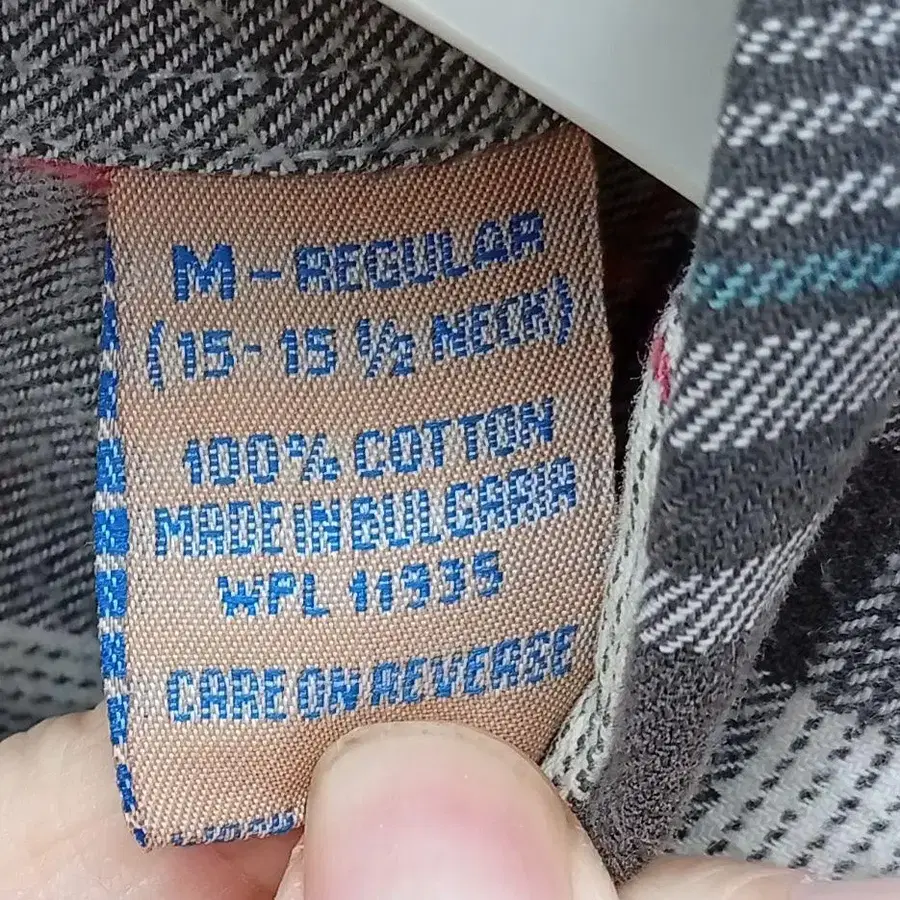 M - REGULAR
(15 - 15 ½ NECK)
100% COTTON
MADE IN BULGARIA
WPL 11935
CARE ON REVERSE